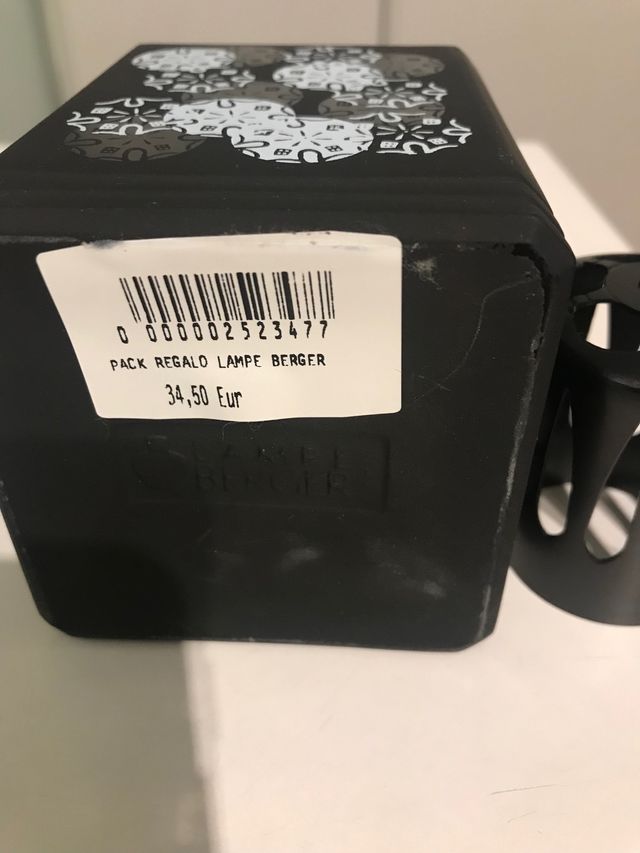 0 000002523477
PACK REGALO LAMPE BERGER
34,50 Eur
LAMPE
BERGER